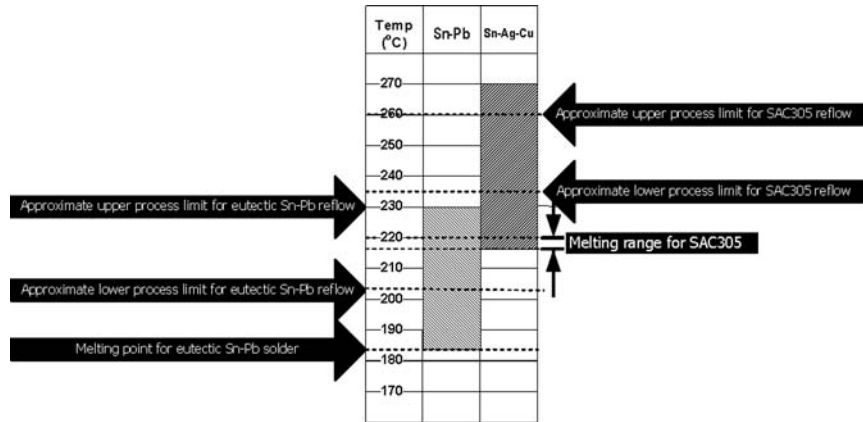 Temp
(°C)
Sn-Pb
Sn-Ag-Cu
270
260
250
240
230
220
210
200
190
180
170
Approximate upper process limit for SAC305 reflow
Approximate lower process limit for SAC305 reflow
Melting range for SAC305
Approximate upper process limit for eutectic Sn-Pb reflow
Approximate lower process limit for eutectic Sn-Pb reflow
Melting point for eutectic Sn-Pb solder